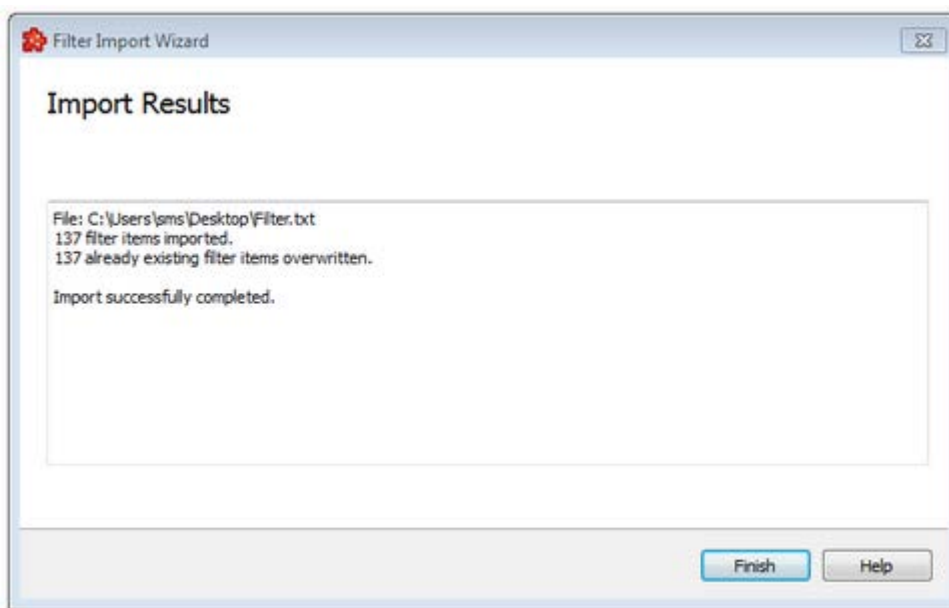 Filter Import Wizard
Import Results
File: C:\Users\sms\Desktop\Filter.txt
137 filter items imported.
137 already existing filter items overwritten.
Import successfully completed.
Finish
Help